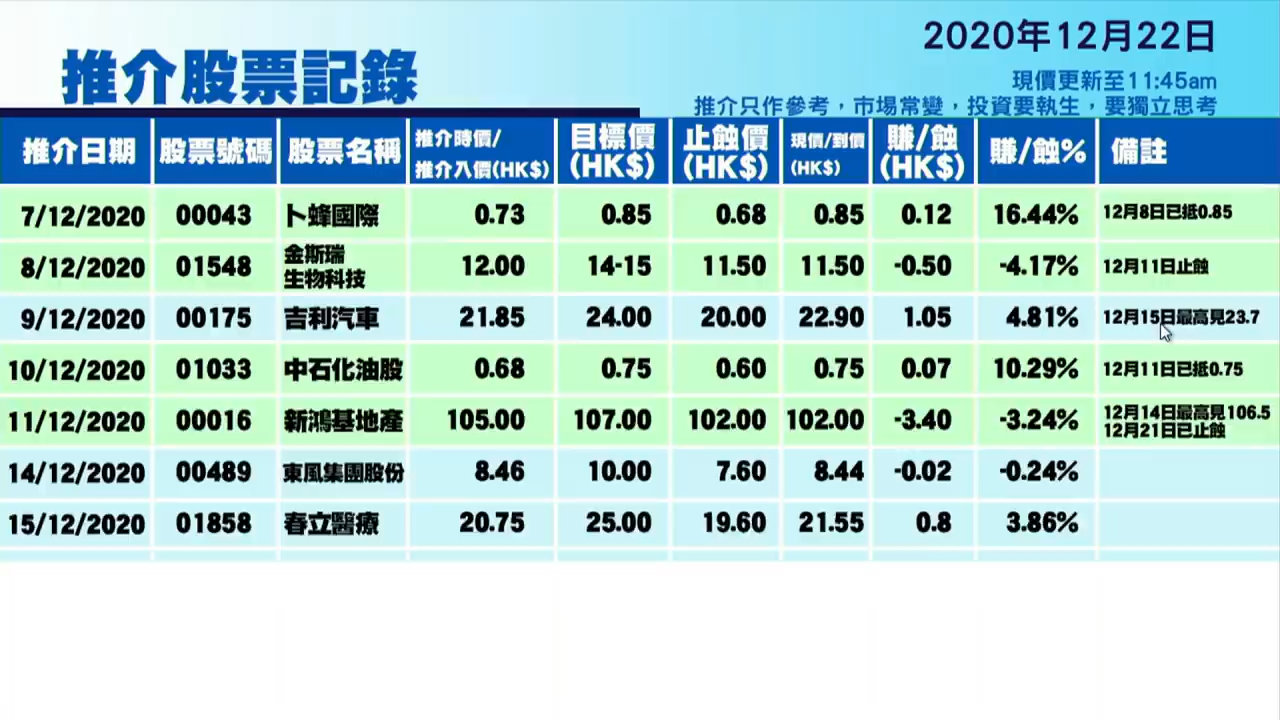 2020年12月22日
推介股票記錄
現價更新至11:45am
推介只作參考，市場常變，投資要執生，要獨立思考
推介日期 股票號碼 股票名稱 推介時價/推介入價(HK$) 目標價(HK$) 止蝕價(HK$) 現價/到價(HK$) 賺/蝕(HK$) 賺/蝕% 備註
7/12/2020 00043 卜蜂國際 0.73 0.85 0.68 0.85 0.12 16.44% 12月8日已抵0.85
8/12/2020 01548 金斯瑞生物科技 12.00 14-15 11.50 11.50 -0.50 -4.17% 12月11日止蝕
9/12/2020 00175 吉利汽車 21.85 24.00 20.00 22.90 1.05 4.81% 12月15日最高見23.7
10/12/2020 01033 中石化油股 0.68 0.75 0.60 0.75 0.07 10.29% 12月11日已抵0.75
11/12/2020 00016 新鴻基地產 105.00 107.00 102.00 102.00 -3.40 -3.24% 12月14日最高見106.5 12月21日已止蝕
14/12/2020 00489 東風集團股份 8.46 10.00 7.60 8.44 -0.02 -0.24%
15/12/2020 01858 春立醫療 20.75 25.00 19.60 21.55 0.8 3.86%